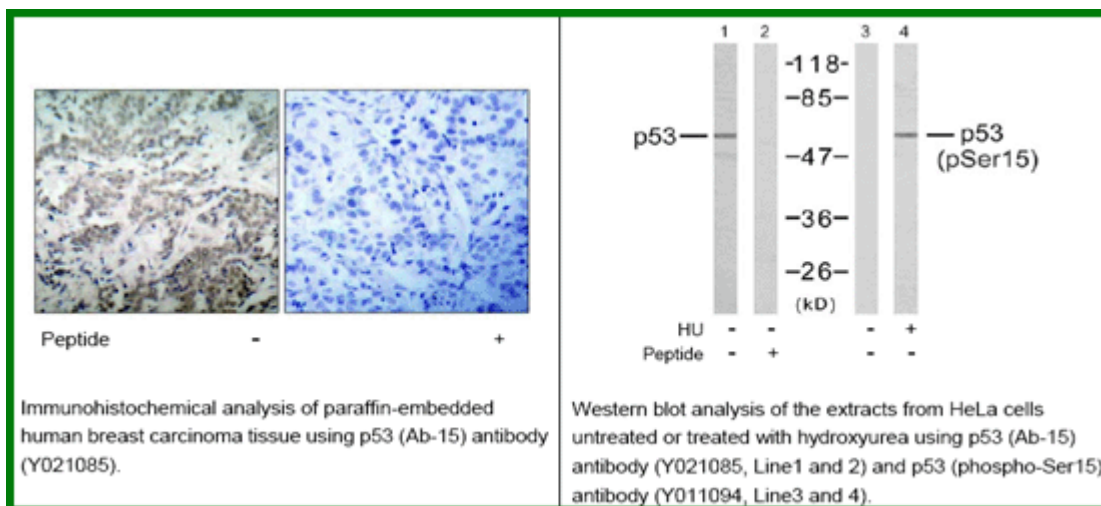 Peptide - +
Immunohistochemical analysis of paraffin-embedded
human breast carcinoma tissue using p53 (Ab-15) antibody
(Y021085).
1 2 3 4
-118-
-85-
p53 — — p53
(pSer15)
-47-
-36-
-26-
(kD)
HU - - - +
Peptide - + - -
Western blot analysis of the extracts from HeLa cells
untreated or treated with hydroxyurea using p53 (Ab-15)
antibody (Y021085, Line1 and 2) and p53 (phospho-Ser15)
antibody (Y011094, Line3 and 4).